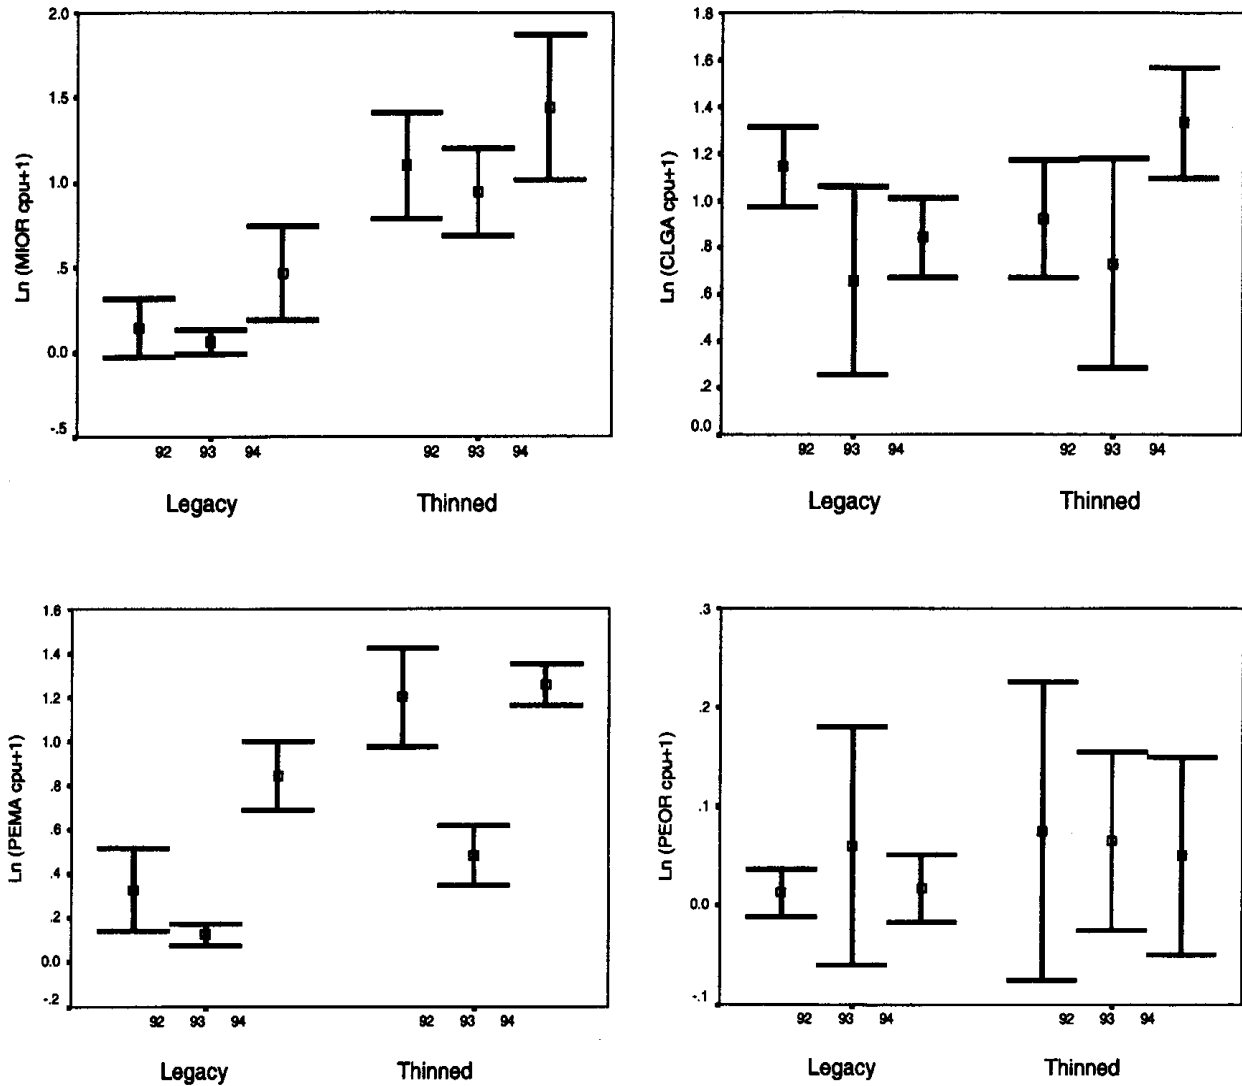 Ln (MIOR cpu+1)
2.0
1.5
1.0
.5
0.0
-.5
92 93 94
92 93 94
Legacy
Thinned
Ln (CLGA cpu+1)
1.8
1.6
1.4
1.2
1.0
0.8
.6
.4
.2
0.0
92 93 94
92 93 94
Legacy
Thinned
Ln (PEMA cpu+1)
1.6
1.4
1.2
1.0
.8
.6
.4
.2
0.0
-.2
92 93 94
92 93 94
Legacy
Thinned
Ln (PEOR cpu+1)
.3
.2
.1
0.0
-.1
92 93 94
92 93 94
Legacy
Thinned